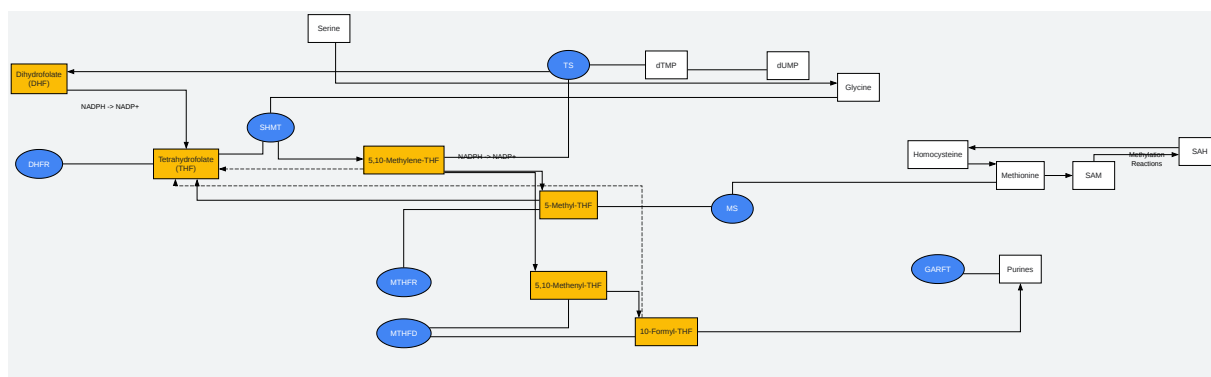 Serine
TS
dTMP
dUMP
Dihydrofolate
(DHF)
Glycine
NADPH -> NADP+
SHMT
DHFR
Tetrahydrofolate
(THF)
5,10-Methylene-THF
NADPH -> NADP+
Homocysteine
Methylation
Reactions
SAH
Methionine
SAM
5-Methyl-THF
MS
MTHFR
5,10-Methenyl-THF
GARFT
Purines
MTHFD
10-Formyl-THF